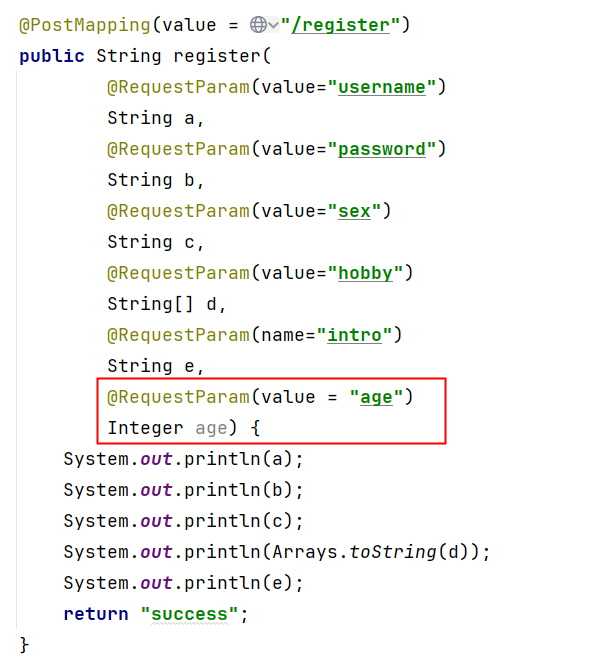 @PostMapping(value = "/register")
public String register(
@RequestParam(value="username")
String a,
@RequestParam(value="password")
String b,
@RequestParam(value="sex")
String c,
@RequestParam(value="hobby")
String[] d,
@RequestParam(name="intro")
String e,
@RequestParam(value = "age")
Integer age) {
System.out.println(a);
System.out.println(b);
System.out.println(c);
System.out.println(Arrays.toString(d));
System.out.println(e);
return "success";
}